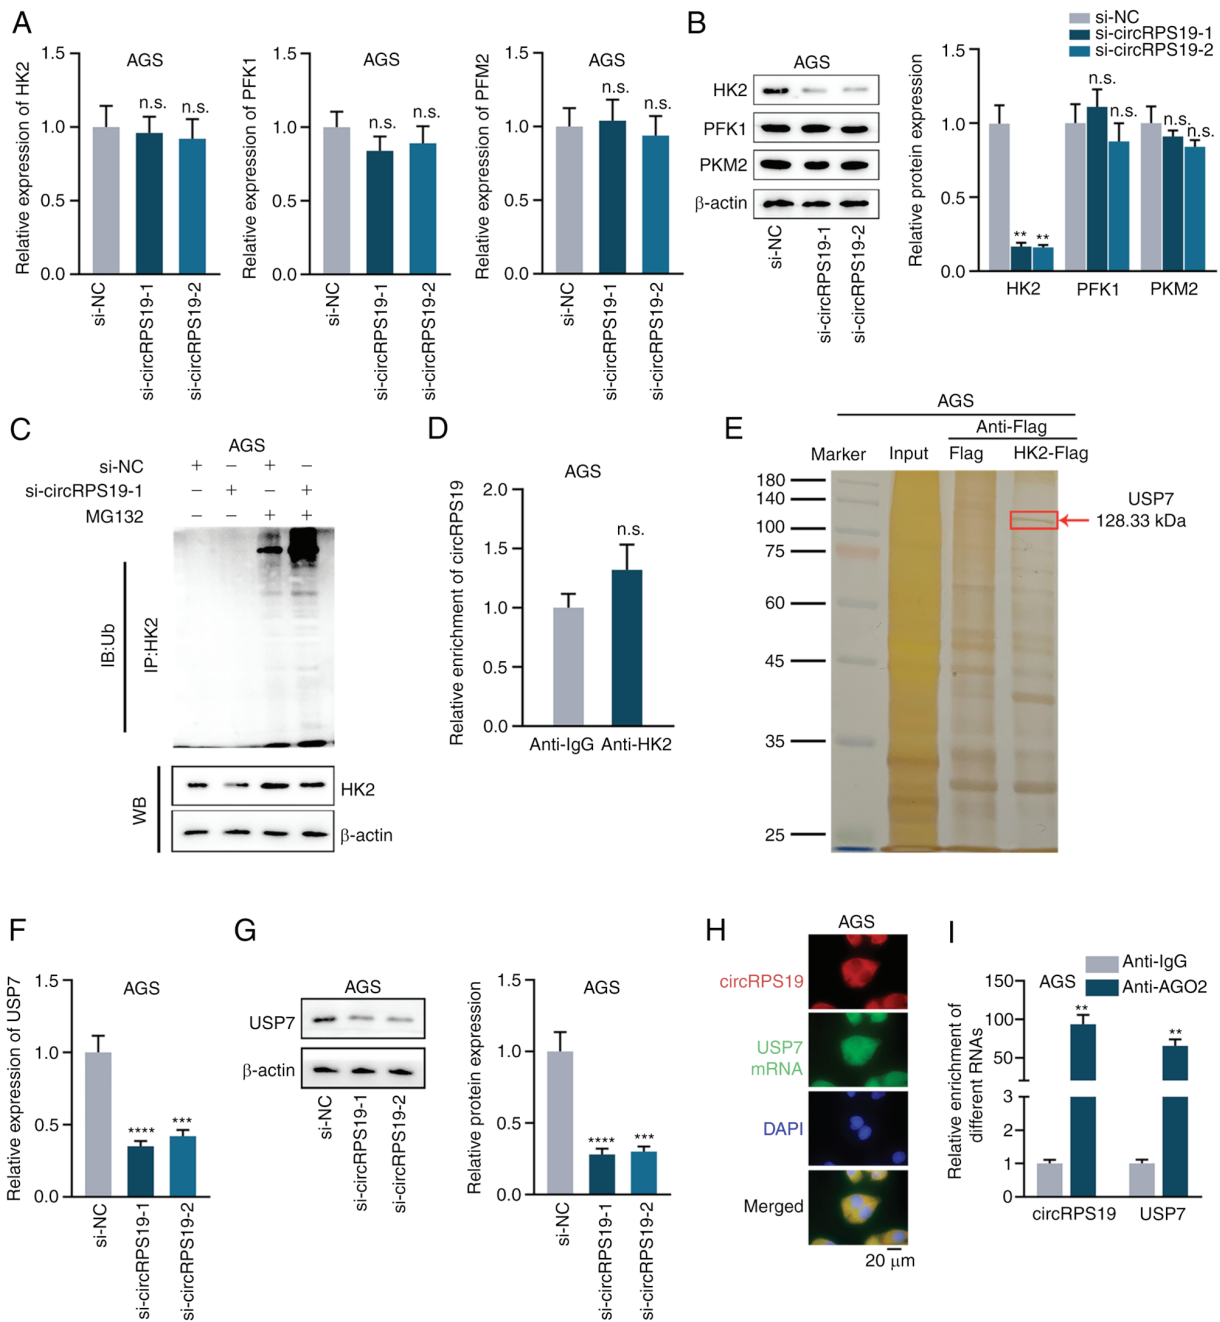 A
AGS
Relative expression of HK2
1.5
1.0
0.5
0.0
n.s.
n.s.
si-NC
si-circRPS19-1
si-circRPS19-2
AGS
Relative expression of PFK1
1.5
1.0
0.5
0.0
n.s.
n.s.
si-NC
si-circRPS19-1
si-circRPS19-2
AGS
Relative expression of PFM2
1.5
1.0
0.5
0.0
n.s.
n.s.
si-NC
si-circRPS19-1
si-circRPS19-2
B
AGS
HK2
PFK1
PKM2
β-actin
si-NC
si-circRPS19-1
si-circRPS19-2
si-NC
si-circRPS19-1
si-circRPS19-2
Relative protein expression
1.5
1.0
0.5
0.0
** **
n.s.
n.s.
n.s.
n.s.
HK2 PFK1 PKM2
C
AGS
si-NC + − + −
si-circRPS19-1 − + − +
MG132 − − + +
IB:Ub
IP:HK2
WB
HK2
β-actin
D
AGS
Relative enrichment of circRPS19
2.0
1.5
1.0
0.5
0.0
n.s.
Anti-IgG Anti-HK2
E
AGS
Anti-Flag
Marker Input Flag HK2-Flag
180
140
100
75
60
45
35
25
USP7
128.33 kDa
F
AGS
Relative expression of USP7
1.5
1.0
0.5
0.0
****
***
si-NC
si-circRPS19-1
si-circRPS19-2
G
AGS
USP7
β-actin
si-NC
si-circRPS19-1
si-circRPS19-2
AGS
Relative protein expression
1.5
1.0
0.5
0.0
****
***
si-NC
si-circRPS19-1
si-circRPS19-2
H
AGS
circRPS19
USP7
mRNA
DAPI
Merged
20 μm
I
Anti-IgG
Anti-AGO2
AGS
Relative enrichment of
different RNAs
150
100
50
3
2
1
0
**
**
circRPS19 USP7